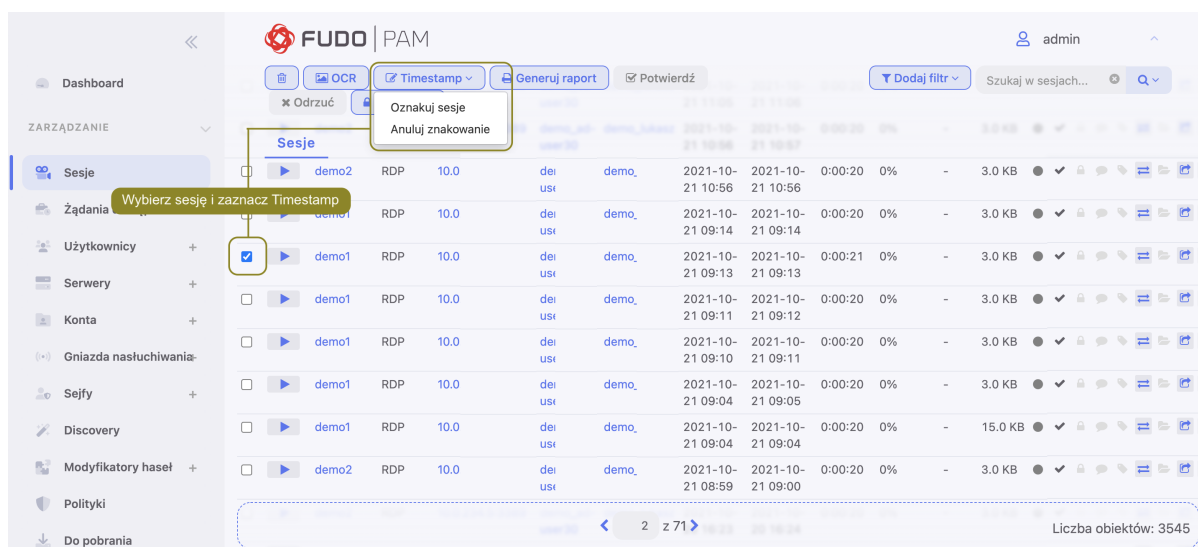 FUDO PAM
admin
Dashboard
ZARZĄDZANIE
Sesje
Żądania
Użytkownicy
Serwery
Konta
Gniazda nasłuchiwania
Sejfy
Discovery
Modyfikatory haseł
Polityki
Do pobrania
OCR Timestamp Generuj raport Potwierdź Dodaj filtr Szukaj w sesjach...
Odrzuć
Oznakuj sesje
Anuluj znakowanie
Sesje
Wybierz sesję i zaznacz Timestamp
demo2 RDP 10.0 demo_ 2021-10- 2021-10- 0:00:20 0% - 3.0 KB
21 10:56 21 10:56
RDP 10.0 demo_ 2021-10- 2021-10- 0:00:20 0% - 3.0 KB
21 09:14 21 09:14
demo1 RDP 10.0 demo_ 2021-10- 2021-10- 0:00:21 0% - 3.0 KB
21 09:13 21 09:13
demo1 RDP 10.0 demo_ 2021-10- 2021-10- 0:00:20 0% - 3.0 KB
21 09:11 21 09:12
demo1 RDP 10.0 demo_ 2021-10- 2021-10- 0:00:20 0% - 3.0 KB
21 09:10 21 09:11
demo1 RDP 10.0 demo_ 2021-10- 2021-10- 0:00:20 0% - 3.0 KB
21 09:04 21 09:05
demo1 RDP 10.0 demo_ 2021-10- 2021-10- 0:00:20 0% - 15.0 KB
21 09:04 21 09:04
demo2 RDP 10.0 demo_ 2021-10- 2021-10- 0:00:20 0% - 3.0 KB
21 08:59 21 09:00
2 z 71
Liczba obiektów: 3545